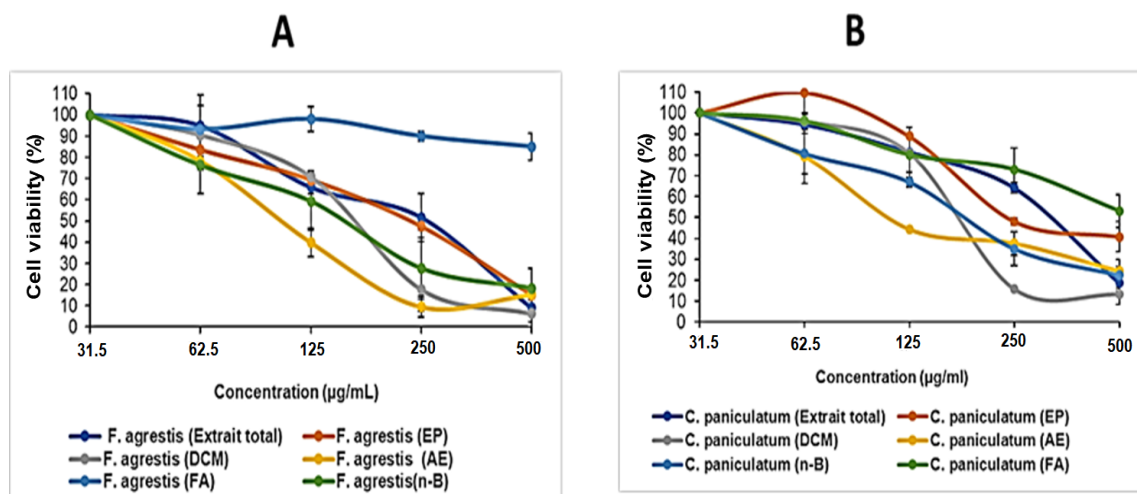 A
B
Cell viability (%)
110
100
90
80
70
60
50
40
30
20
10
0
31.5 62.5 125 250 500
Concentration (µg/mL)
F. agrestis (Extrait total) F. agrestis (EP)
F. agrestis (DCM) F. agrestis (AE)
F. agrestis (FA) F. agrestis(n-B)
Cell viability (%)
110
100
90
80
70
60
50
40
30
20
10
0
31.5 62.5 125 250 500
Concentration (µg/ml)
C. paniculatum (Extrait total) C. paniculatum (EP)
C. paniculatum (DCM) C. paniculatum (AE)
C. paniculatum (n-B) C. paniculatum (FA)